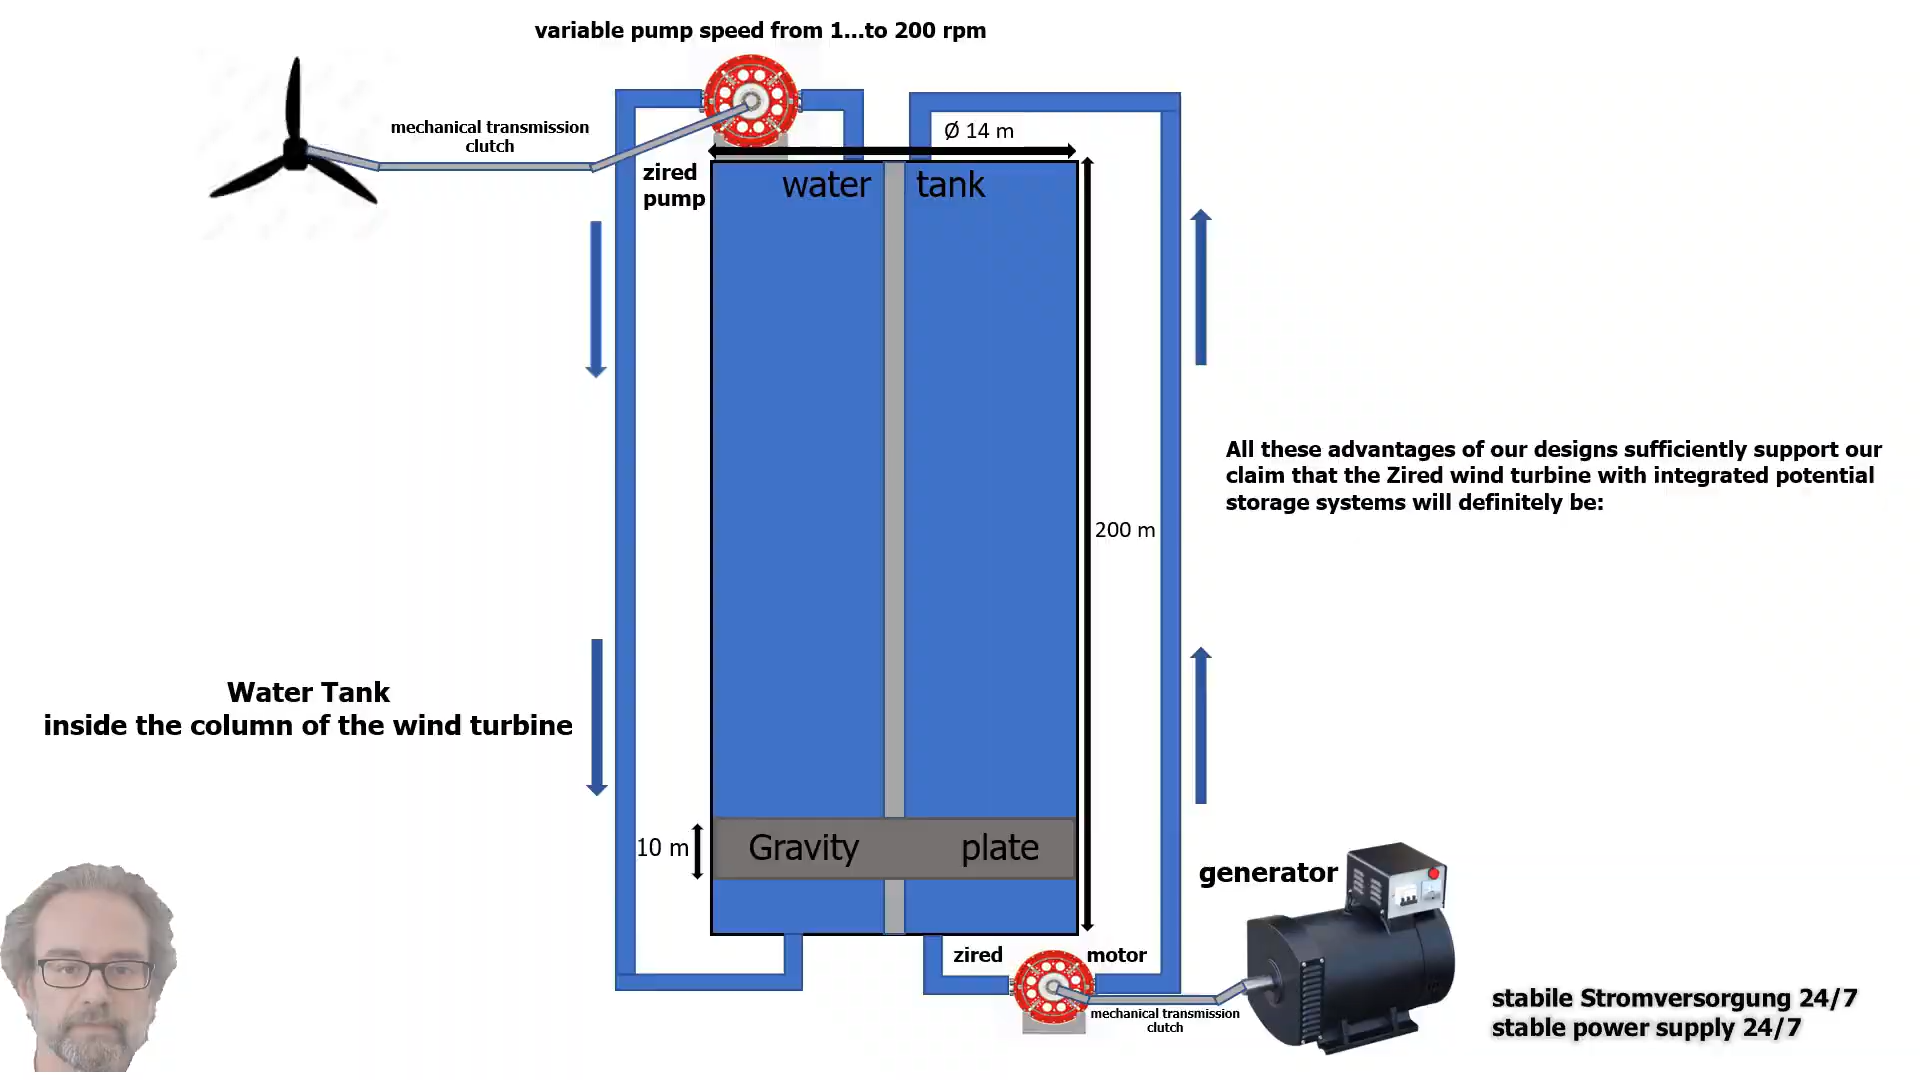 variable pump speed from 1...to 200 rpm
mechanical transmission
clutch
Ø 14 m
zired
pump
water tank
All these advantages of our designs sufficiently support our
claim that the Zired wind turbine with integrated potential
storage systems will definitely be:
200 m
Water Tank
inside the column of the wind turbine
10 m
Gravity plate
generator
zired motor
mechanical transmission
clutch
stabile Stromversorgung 24/7
stable power supply 24/7